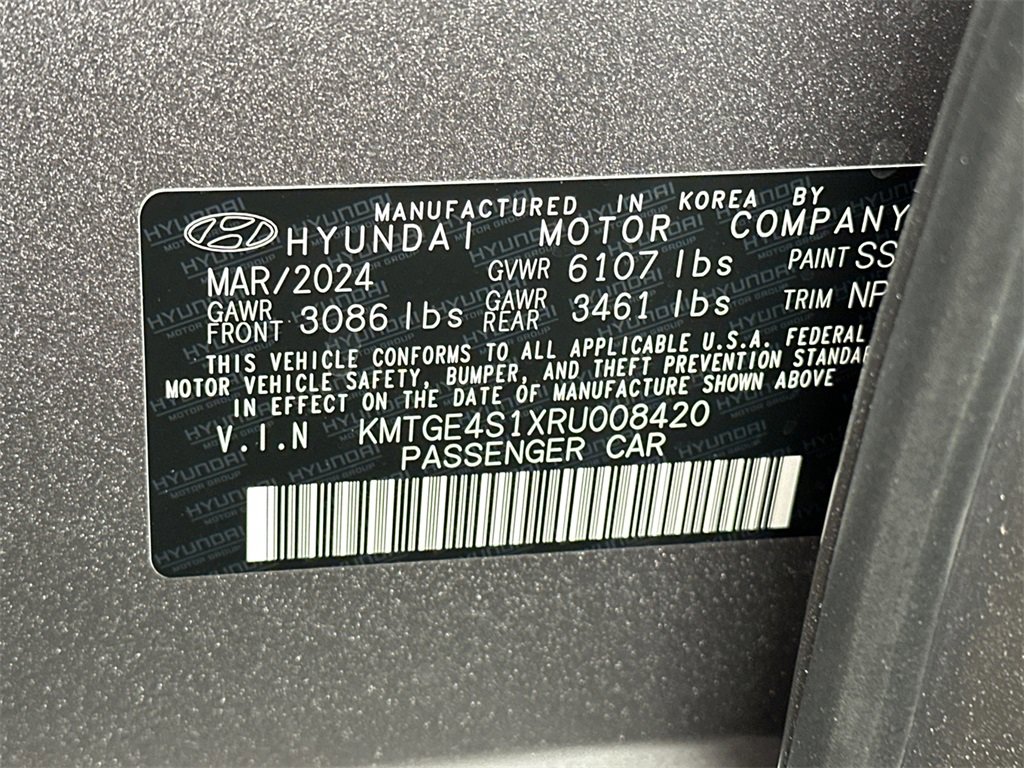 MANUFACTURED IN KOREA BY
HYUNDAI MOTOR COMPANY
MAR/2024 GVWR 6107 lbs PAINT SS
GAWR FRONT 3086 lbs GAWR REAR 3461 lbs TRIM NP
THIS VEHICLE CONFORMS TO ALL APPLICABLE U.S.A. FEDERAL
MOTOR VEHICLE SAFETY, BUMPER, AND THEFT PREVENTION STANDAR
IN EFFECT ON THE DATE OF MANUFACTURE SHOWN ABOVE
V.I.N KMTGE4S1XRU008420
PASSENGER CAR